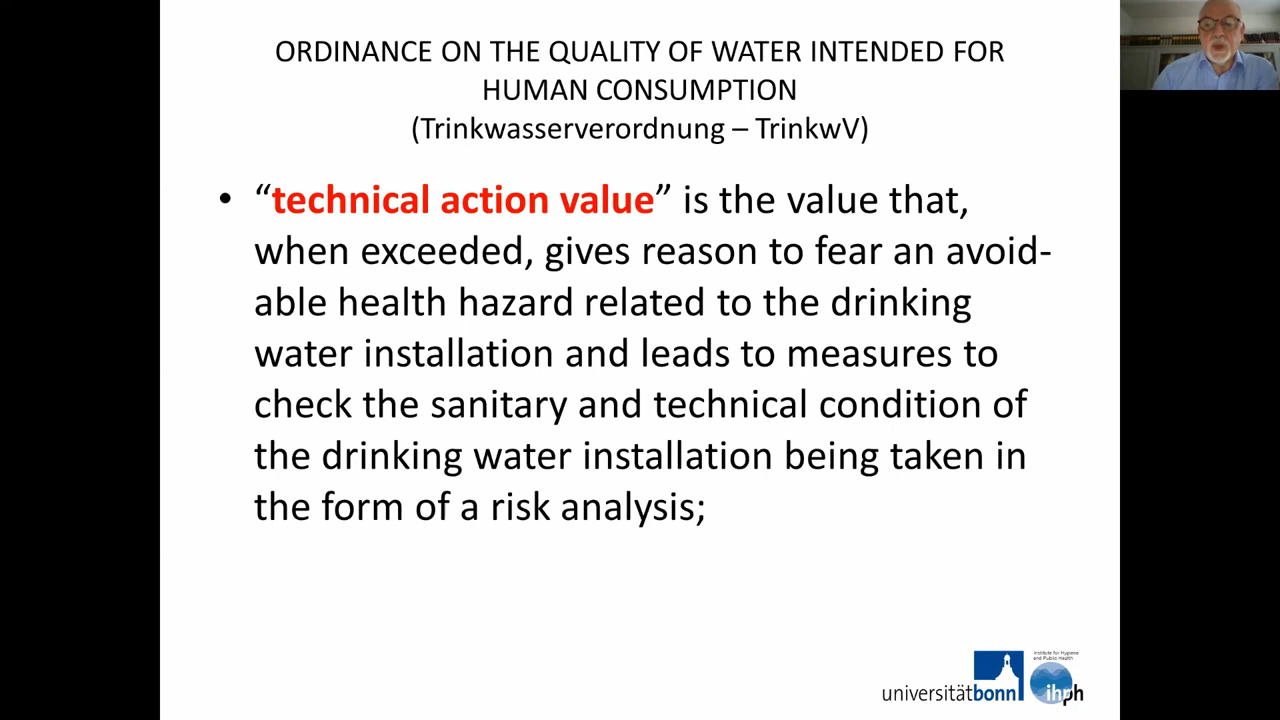 ORDINANCE ON THE QUALITY OF WATER INTENDED FOR
HUMAN CONSUMPTION
(Trinkwasserverordnung – TrinkwV)
• “technical action value” is the value that,
when exceeded, gives reason to fear an avoid-
able health hazard related to the drinking
water installation and leads to measures to
check the sanitary and technical condition of
the drinking water installation being taken in
the form of a risk analysis;
universitätbonn
Institute for Hygiene
and Public Health
ihph